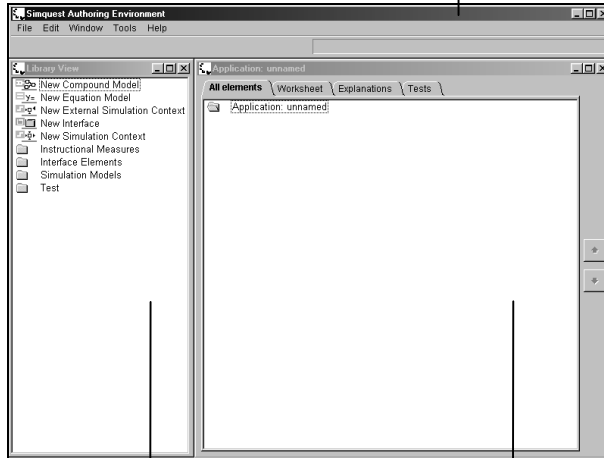 Simquest Authoring Environment
File Edit Window Tools Help
Library View
New Compound Model
y= New Equation Model
New External Simulation Context
New Interface
New Simulation Context
Instructional Measures
Interface Elements
Simulation Models
Test
Application: unnamed
All elements Worksheet Explanations Tests
Application: unnamed